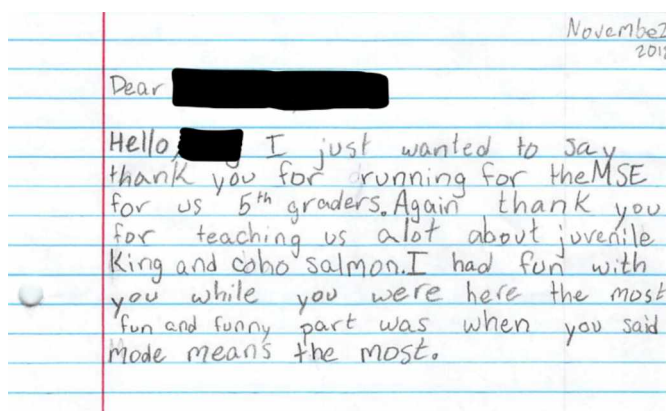 November
2012
Dear
Hello, I just wanted to say
thank you for running for the MSE
for us 5th graders. Again thank you
for teaching us alot about juvenile
King and coho salmon. I had fun with
you while you were here the most
fun and funny part was when you said
Mode means the most.